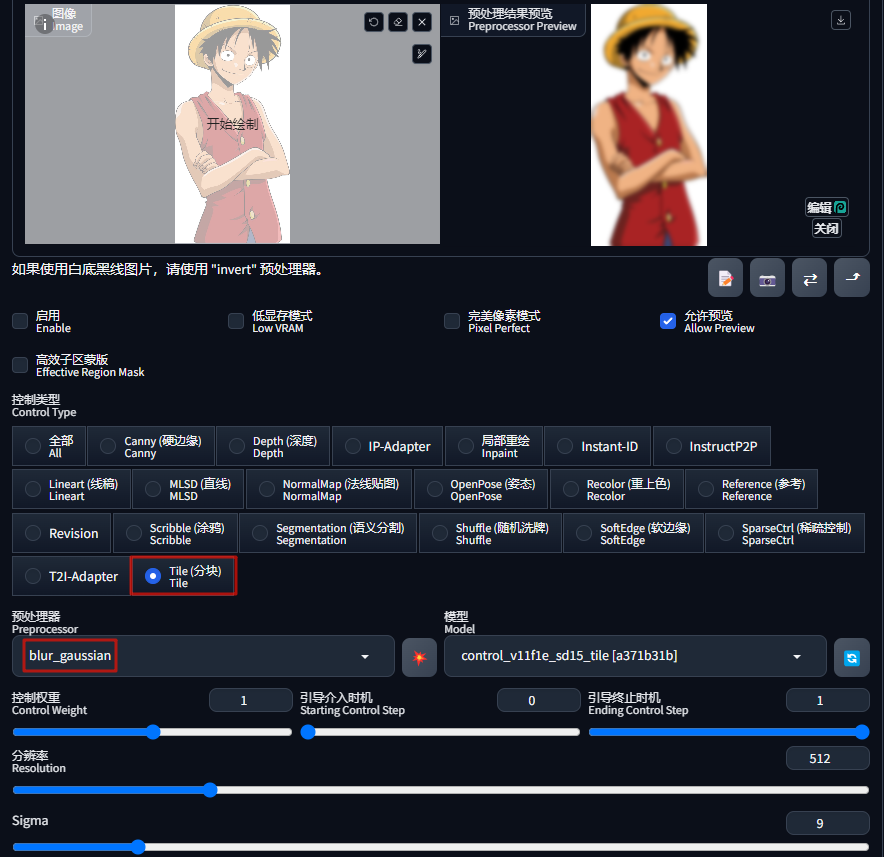 图像
Image
预处理结果预览
Preprocessor Preview
开始绘制
编辑
关闭
如果使用白底黑线图片，请使用 "invert" 预处理器。
启用
Enable
低显存模式
Low VRAM
完美像素模式
Pixel Perfect
允许预览
Allow Preview
高效子区蒙版
Effective Region Mask
控制类型
Control Type
全部
All
Canny (硬边缘)
Canny
Depth (深度)
Depth
IP-Adapter
局部重绘
Inpaint
Instant-ID
InstructP2P
Lineart (线稿)
Lineart
MLSD (直线)
MLSD
NormalMap (法线贴图)
NormalMap
OpenPose (姿态)
OpenPose
Recolor (重上色)
Recolor
Reference (参考)
Reference
Revision
Scribble (涂鸦)
Scribble
Segmentation (语义分割)
Segmentation
Shuffle (随机洗牌)
Shuffle
SoftEdge (软边缘)
SoftEdge
SparseCtrl (稀疏控制)
SparseCtrl
T2I-Adapter
Tile (分块)
Tile
预处理器
Preprocessor
模型
Model
blur_gaussian
control_v11f1e_sd15_tile [a371b31b]
控制权重
Control Weight
1
引导介入时机
Starting Control Step
0
引导终止时机
Ending Control Step
1
分辨率
Resolution
512
Sigma
9